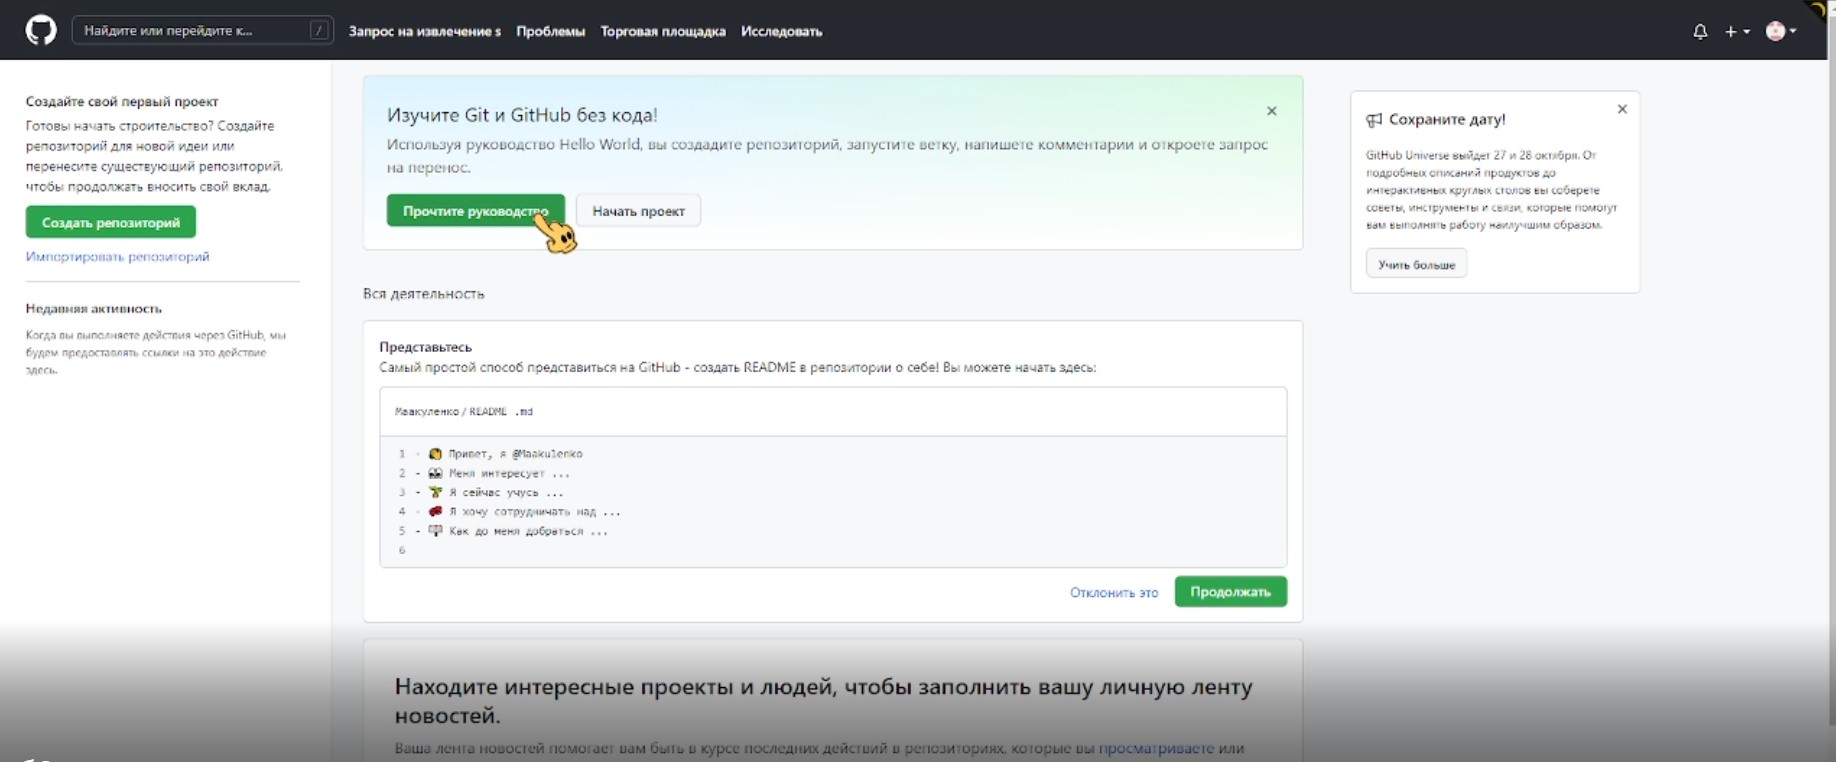 Найдите или перейдите к... /
Запрос на извлечение s Проблемы Торговая площадка Исследовать
Создайте свой первый проект
Готовы начать строительство? Создайте
репозиторий для новой идеи или
перенесите существующий репозиторий,
чтобы продолжать вносить свой вклад.
Создать репозиторий
Импортировать репозиторий
Недавняя активность
Когда вы выполняете действия через GitHub, мы
будем предоставлять ссылки на это действие
здесь.
Изучите Git и GitHub без кода!
Используя руководство Hello World, вы создадите репозиторий, запустите ветку, напишете комментарии и откроете запрос
на перенос.
Прочтите руководство
Начать проект
Вся деятельность
Представьтесь
Самый простой способ представиться на GitHub - создать README в репозитории о себе! Вы можете начать здесь:
Маакуленко/README .md
1 - Привет, я @Maakulenko
2 - Меня интересует ...
3 - Я сейчас учусь ...
4 - Я хочу сотрудничать над ...
5 - Как до меня добраться ...
6
Отклонить это
Продолжать
Находите интересные проекты и людей, чтобы заполнить вашу личную ленту
новостей.
Ваша лента новостей помогает вам быть в курсе последних действий в репозиториях, которые вы просматриваете или
Сохраните дату!
GitHub Universe выйдет 27 и 28 октября. От
подробных описаний продуктов до
интерактивных круглых столов вы соберете
советы, инструменты и связи, которые помогут
вам выполнять работу наилучшим образом.
Учить больше